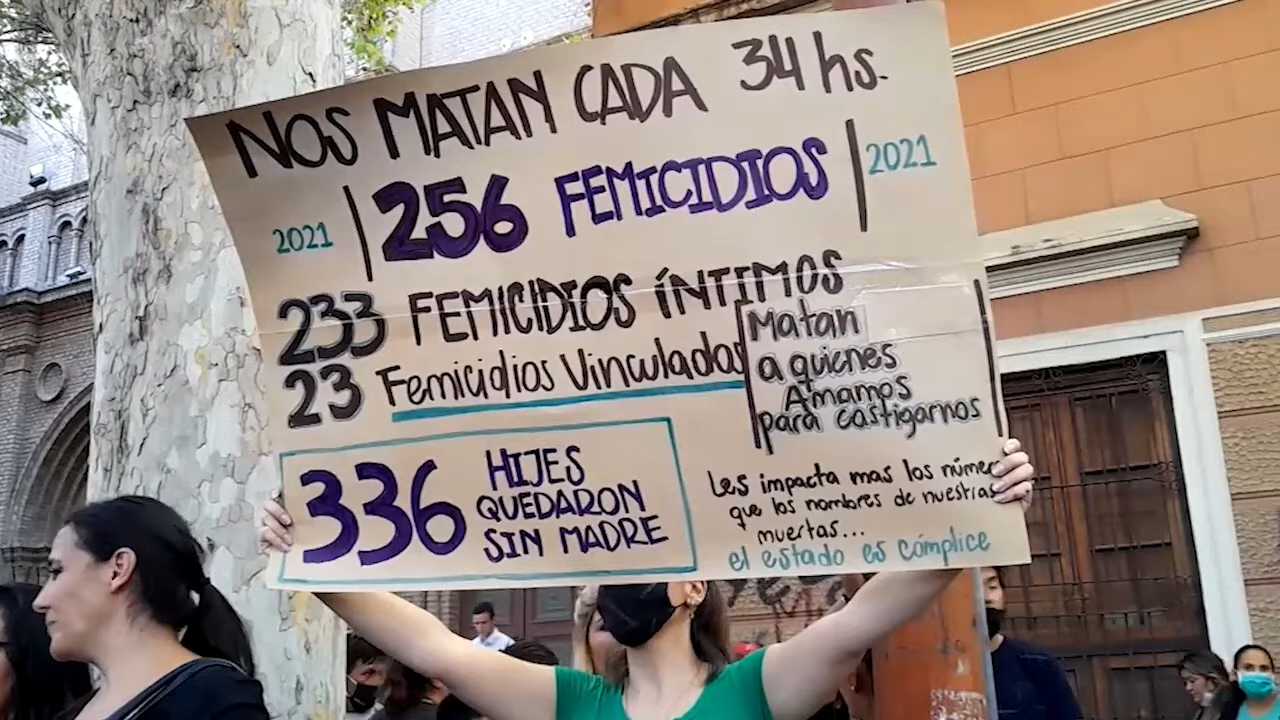 NOS MATAN CADA 34 hs.
2021 | 256 FEMICIDIOS | 2021
233 FEMICIDIOS ÍNTIMOS
23 Femicidios Vinculados
Matan
a quienes
Amamos
para castigarnos
336 HIJES
QUEDARON
SIN MADRE
Les impacta mas los números
que los nombres de nuestras
muertas...
el estado es cómplice